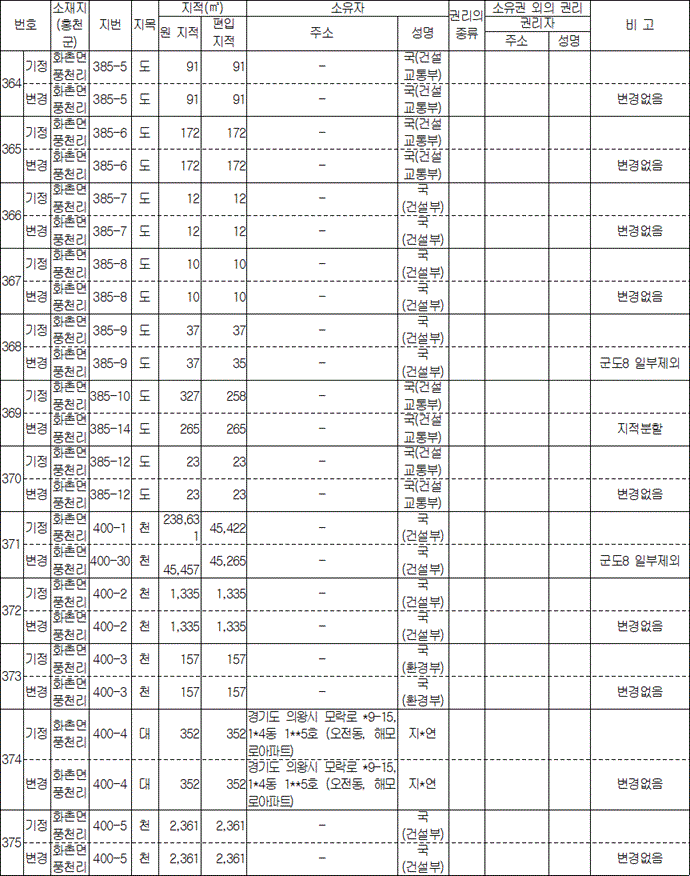 번호 소재지(홍천군) 지번 지목 지적(㎡) 소유자 권리의 종류 소유권 외의 권리 비 고
원 지적 편입 지적 주소 성명 권리자
주소 성명
364 기정 화촌면 풍천리 385-5 도 91 91 - 국(건설교통부)
변경 화촌면 풍천리 385-5 도 91 91 - 국(건설교통부) 변경없음
365 기정 화촌면 풍천리 385-6 도 172 172 - 국(건설교통부)
변경 화촌면 풍천리 385-6 도 172 172 - 국(건설교통부) 변경없음
366 기정 화촌면 풍천리 385-7 도 12 12 - 국(건설부)
변경 화촌면 풍천리 385-7 도 12 12 - 국(건설부) 변경없음
367 기정 화촌면 풍천리 385-8 도 10 10 - 국(건설부)
변경 화촌면 풍천리 385-8 도 10 10 - 국(건설부) 변경없음
368 기정 화촌면 풍천리 385-9 도 37 37 - 국(건설부)
변경 화촌면 풍천리 385-9 도 37 35 - 국(건설부) 군도8 일부제외
369 기정 화촌면 풍천리 385-10 도 327 258 - 국(건설교통부)
변경 화촌면 풍천리 385-14 도 265 265 - 국(건설교통부) 지적분할
370 기정 화촌면 풍천리 385-12 도 23 23 - 국(건설교통부)
변경 화촌면 풍천리 385-12 도 23 23 - 국(건설교통부) 변경없음
371 기정 화촌면 풍천리 400-1 천 238,631 45,422 - 국(건설부)
변경 화촌면 풍천리 400-30 천 45,457 45,265 - 국(건설부) 군도8 일부제외
372 기정 화촌면 풍천리 400-2 천 1,335 1,335 - 국(건설부)
변경 화촌면 풍천리 400-2 천 1,335 1,335 - 국(건설부) 변경없음
373 기정 화촌면 풍천리 400-3 천 157 157 - 국(환경부)
변경 화촌면 풍천리 400-3 천 157 157 - 국(환경부) 변경없음
374 기정 화촌면 풍천리 400-4 대 352 352 경기도 의왕시 모락로 *9-15, 1*4동 1**5호 (오전동, 해모로아파트) 지*연
변경 화촌면 풍천리 400-4 대 352 352 경기도 의왕시 모락로 *9-15, 1*4동 1**5호 (오전동, 해모로아파트) 지*연 변경없음
375 기정 화촌면 풍천리 400-5 천 2,361 2,361 - 국(건설부)
변경 화촌면 풍천리 400-5 천 2,361 2,361 - 국(건설부) 변경없음